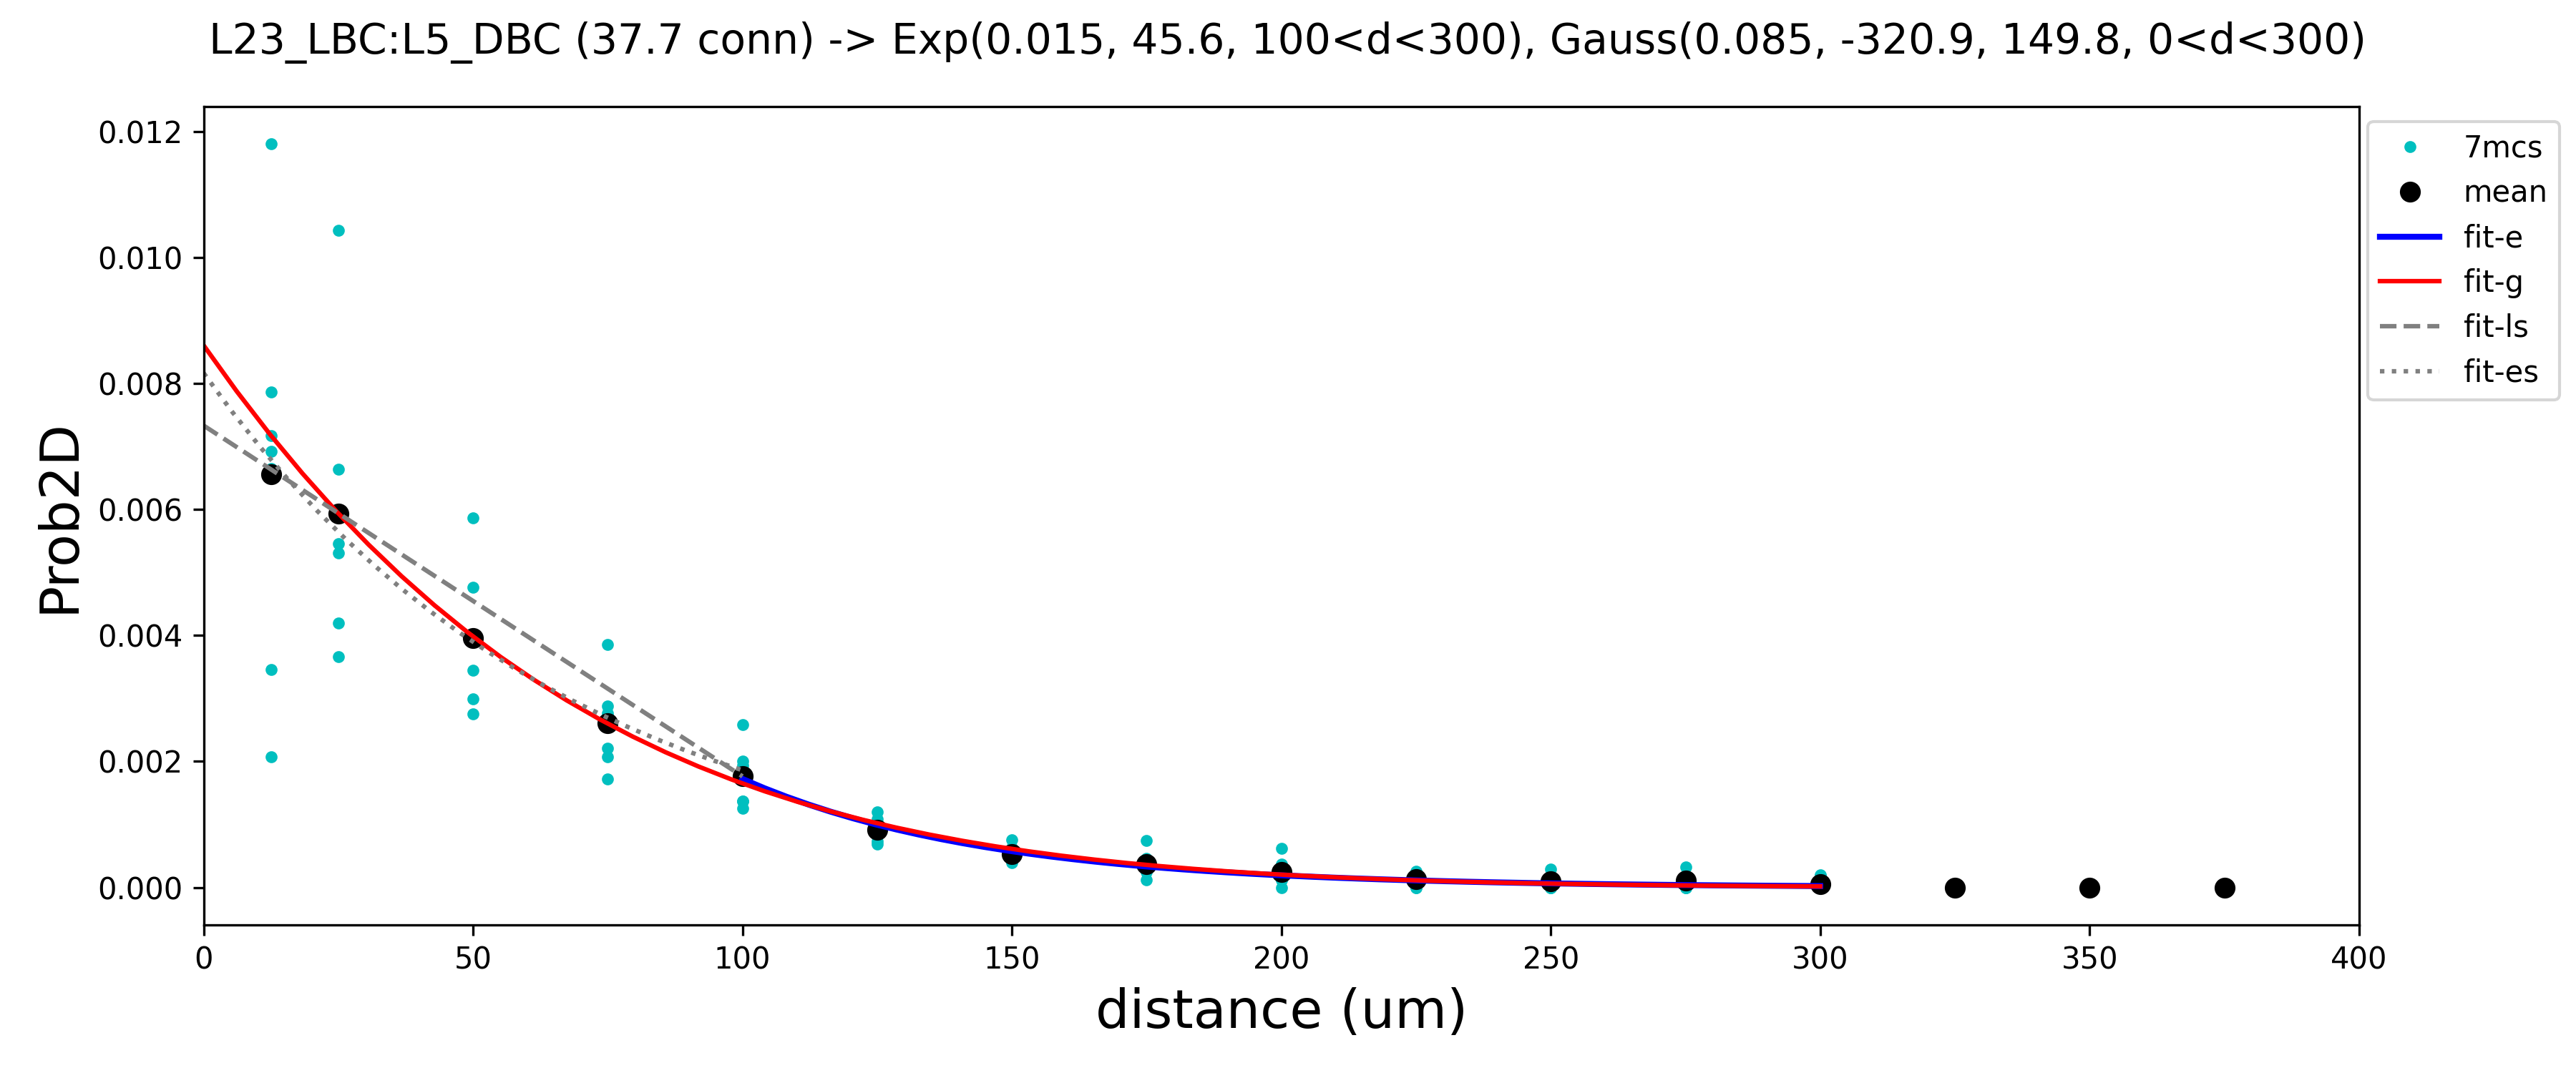 L23_LBC:L5_DBC (37.7 conn) -> Exp(0.015, 45.6, 100<d<300), Gauss(0.085, -320.9, 149.8, 0<d<300)
0.012
0.010
0.008
0.006
0.004
0.002
0.000
Prob2D
0 50 100 150 200 250 300 350 400
distance (um)
7mcs
mean
fit-e
fit-g
fit-ls
fit-es